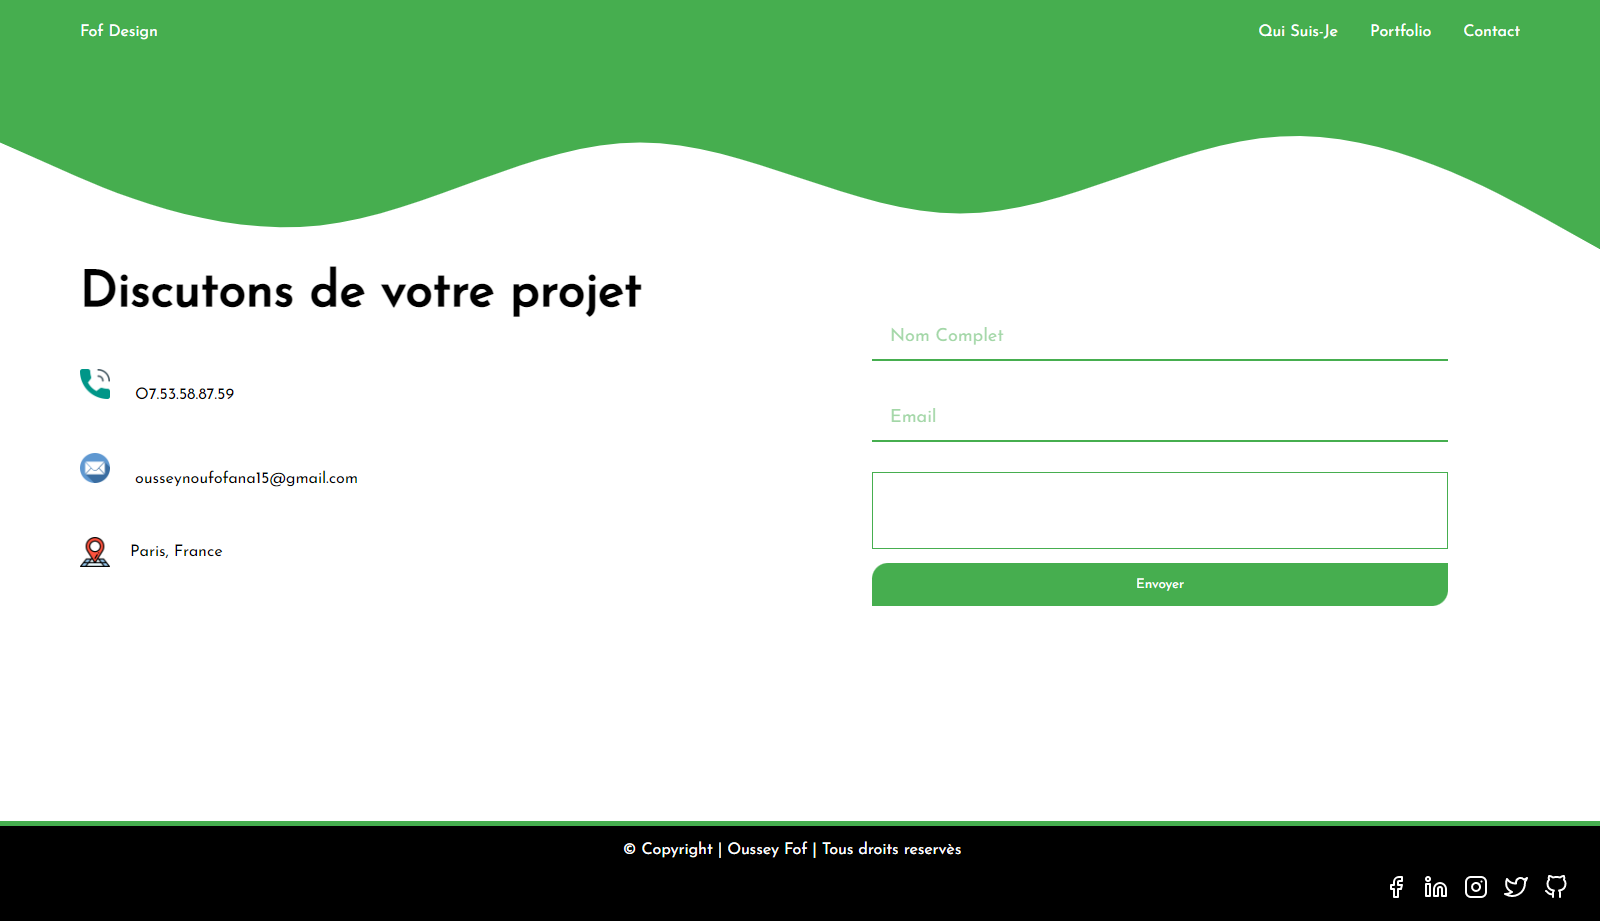 Fof Design
Qui Suis-Je
Portfolio
Contact
Discutons de votre projet
07.53.58.87.59
ousseynoufofana15@gmail.com
Paris, France
Nom Complet
Email
Envoyer
© Copyright | Oussey Fof | Tous droits reservès